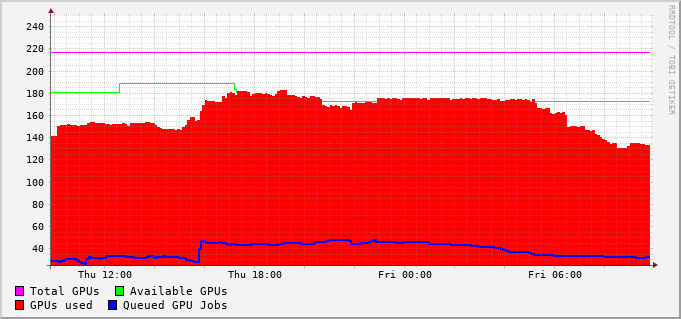 RRDTOOL / TOBI OETIKER
240
220
200
180
160
140
120
100
80
60
40
Thu 12:00 Thu 18:00 Fri 00:00 Fri 06:00
Total GPUs Available GPUs
GPUs used Queued GPU Jobs